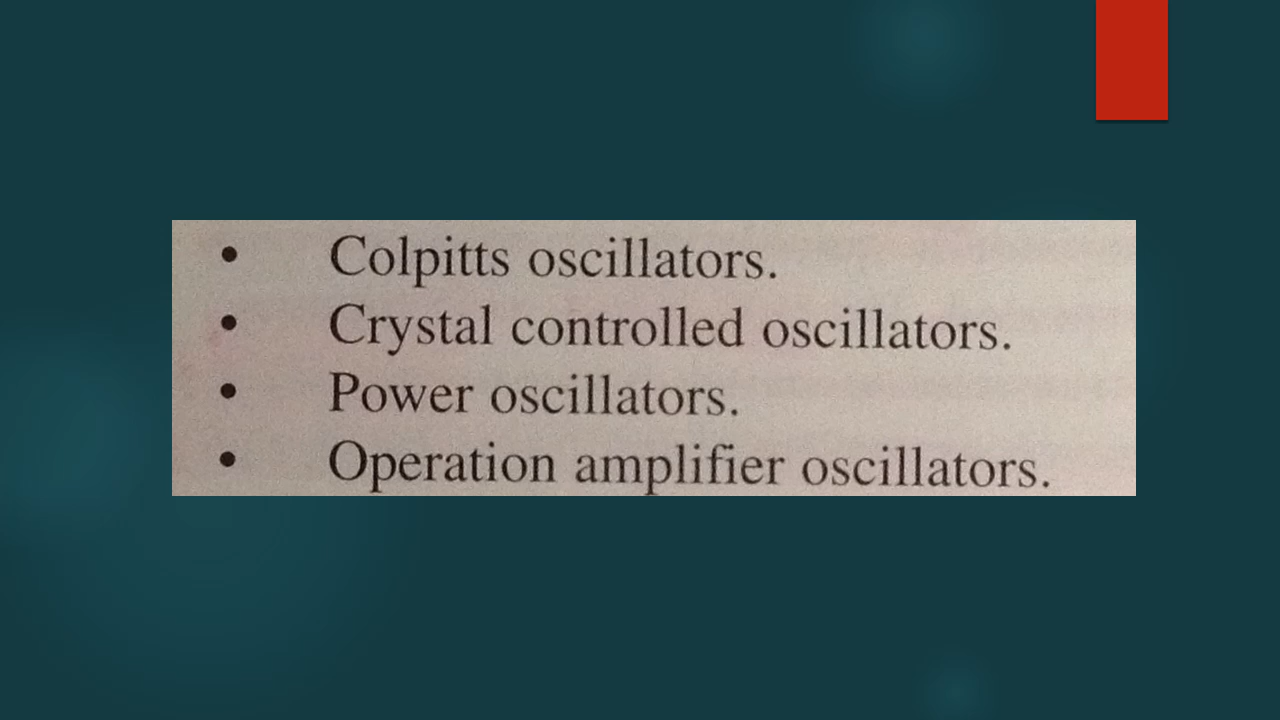 • Colpitts oscillators.
• Crystal controlled oscillators.
• Power oscillators.
• Operation amplifier oscillators.